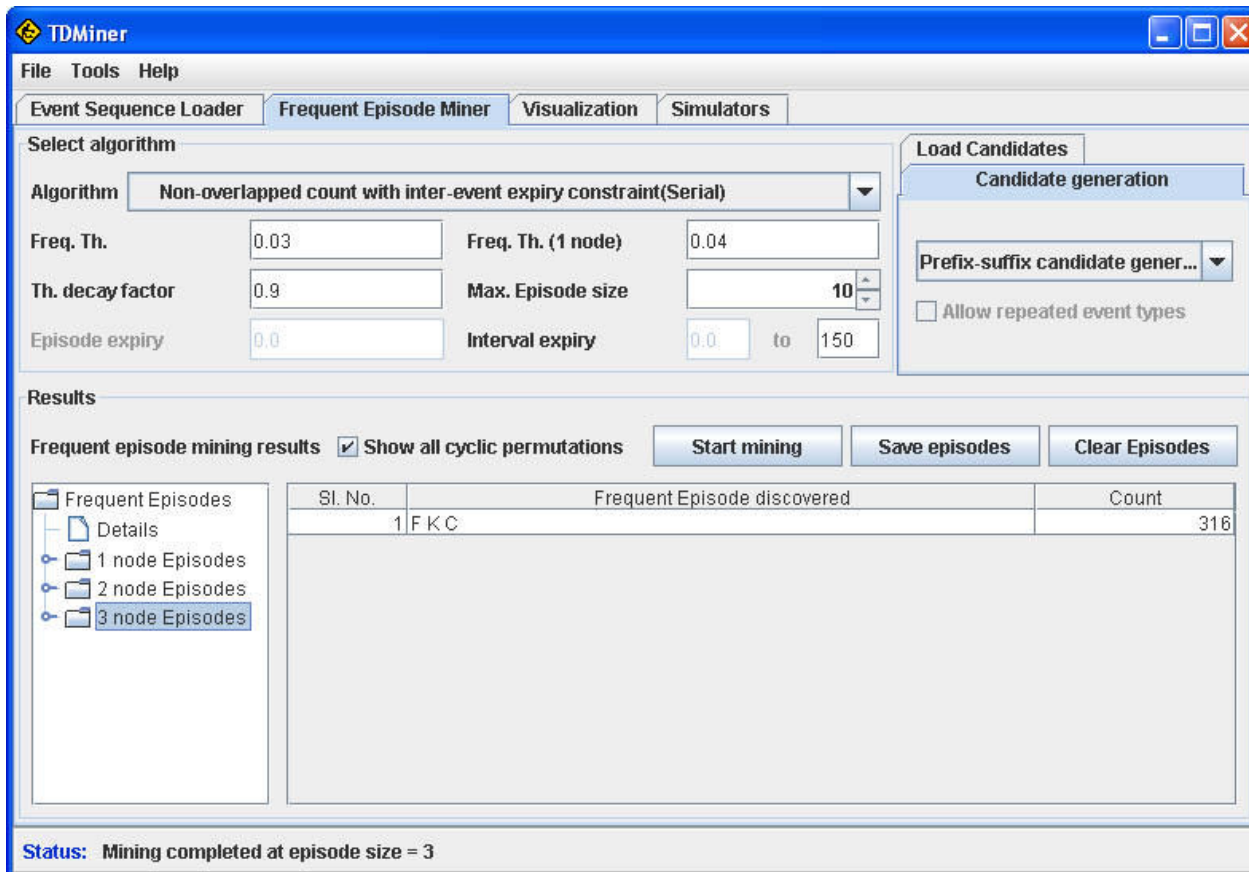 TDMiner
File Tools Help
Event Sequence Loader Frequent Episode Miner Visualization Simulators
Select algorithm
Load Candidates
Candidate generation
Algorithm Non-overlapped count with inter-event expiry constraint(Serial)
Freq. Th. 0.03 Freq. Th. (1 node) 0.04
Prefix-suffix candidate gener...
Th. decay factor 0.9 Max. Episode size 10
Allow repeated event types
Episode expiry 0.0 Interval expiry 0.0 to 150
Results
Frequent episode mining results Show all cyclic permutations Start mining Save episodes Clear Episodes
Frequent Episodes
Details
1 node Episodes
2 node Episodes
3 node Episodes
Sl. No. Frequent Episode discovered Count
1 F K C 316
Status: Mining completed at episode size = 3